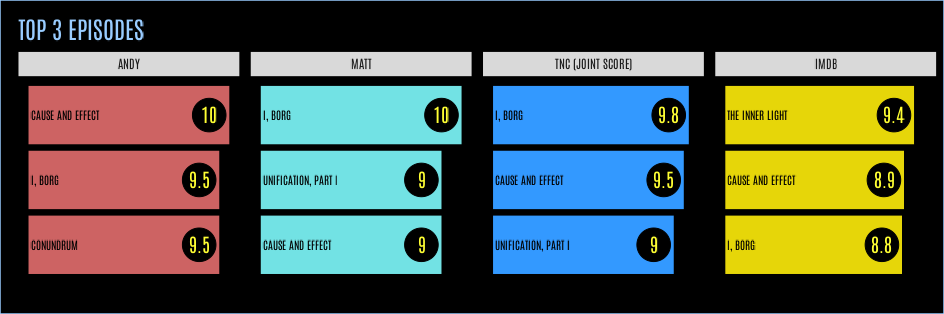 TOP 3 EPISODES
ANDY
CAUSE AND EFFECT 10
I, BORG 9.5
CONUNDRUM 9.5
MATT
I, BORG 10
UNIFICATION, PART I 9
CAUSE AND EFFECT 9
TNC (JOINT SCORE)
I, BORG 9.8
CAUSE AND EFFECT 9.5
UNIFICATION, PART I 9
IMDB
THE INNER LIGHT 9.4
CAUSE AND EFFECT 8.9
I, BORG 8.8